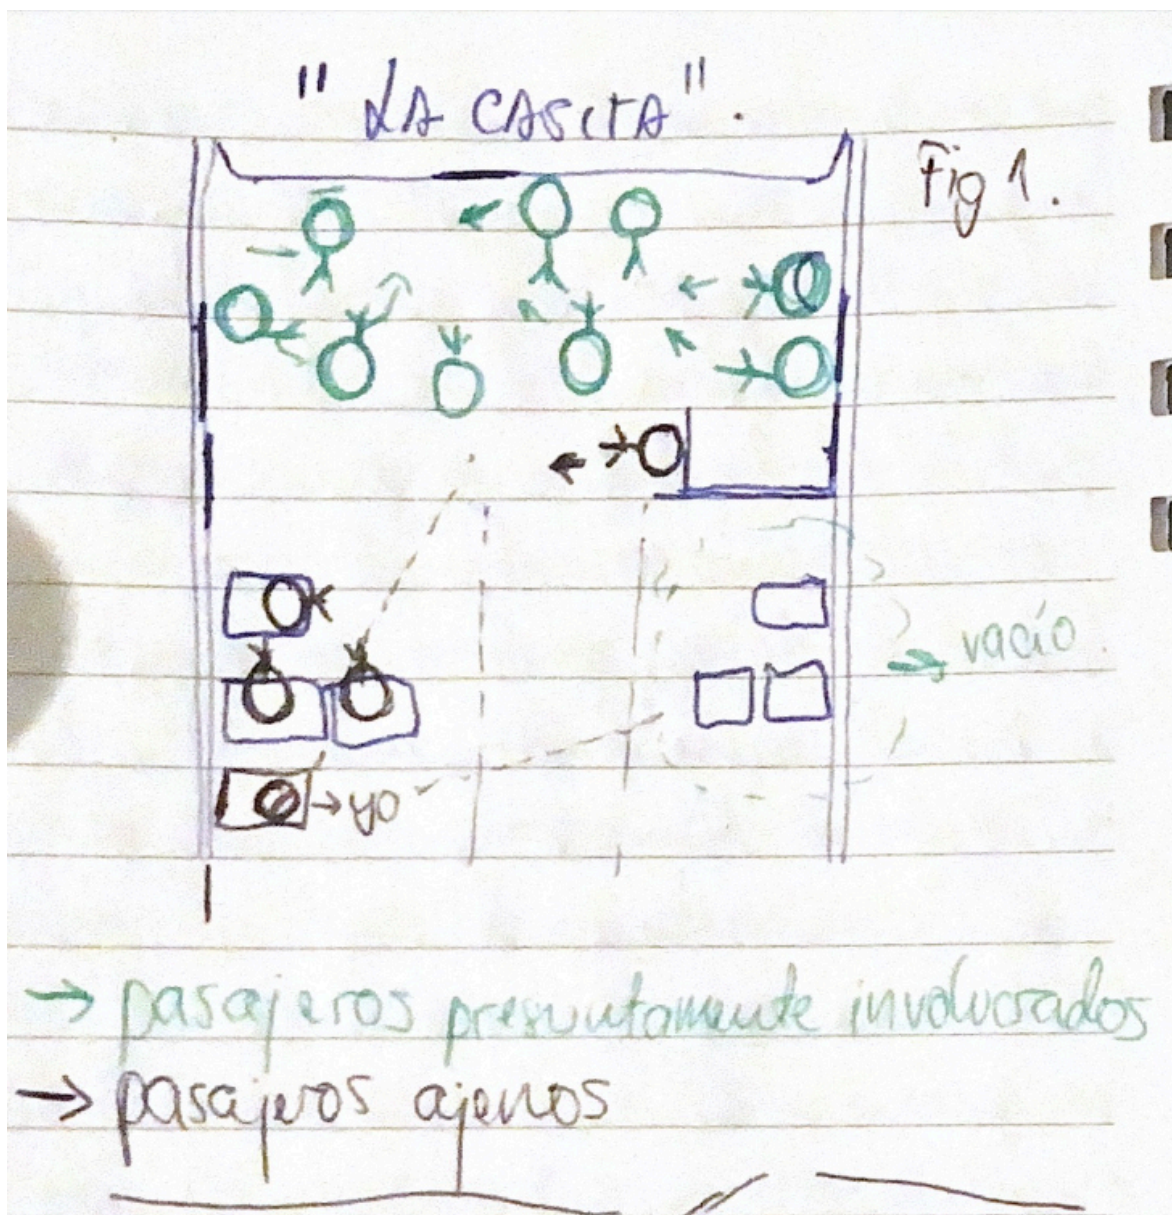 "LA CASITA".
Fig 1.
→ vacío.
→ yo
→ pasajeros presuntamente involucrados
→ pasajeros ajenos